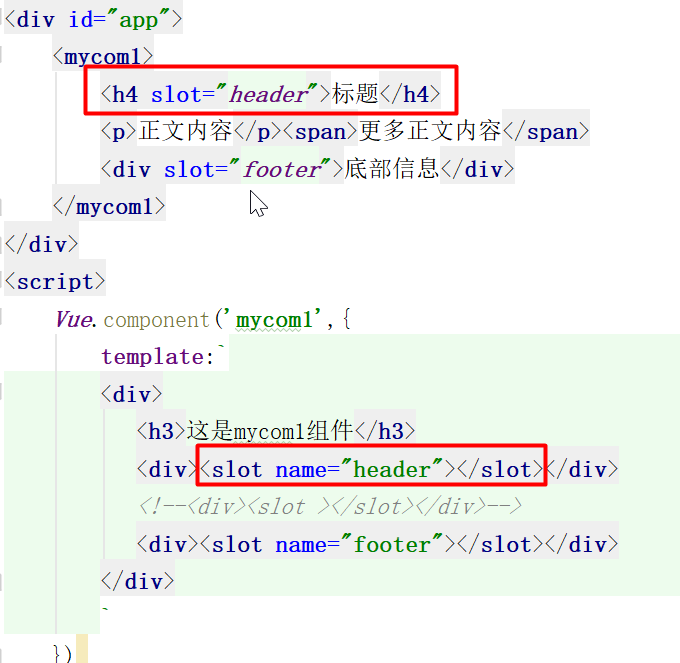 <div id="app">
<mycom1>
<h4 slot="header">标题</h4>
<p>正文内容</p><span>更多正文内容</span>
<div slot="footer">底部信息</div>
</mycom1>
</div>
<script>
Vue.component('mycom1',{
template:`
<div>
<h3>这是mycom1组件</h3>
<div><slot name="header"></slot></div>
<!--<div><slot ></slot></div>-->
<div><slot name="footer"></slot></div>
</div>
`
})